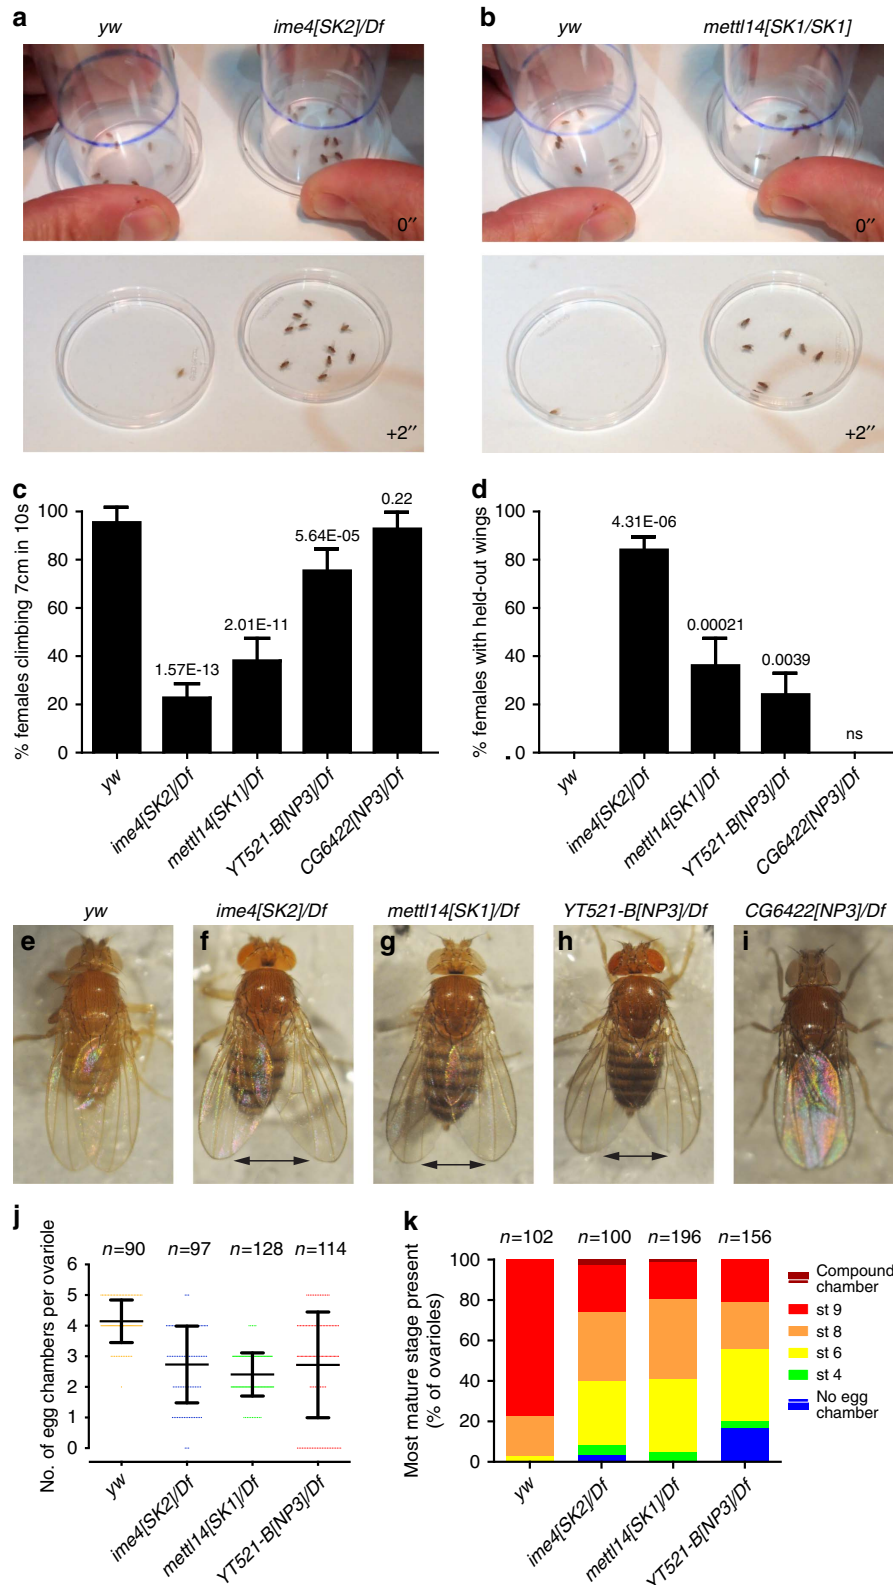 a
yw
ime4[SK2]/Df
0′′
+2′′
b
yw
mettl14[SK1/SK1]
0′′
+2′′
c
% females climbing 7cm in 10s
100
80
60
40
20
0
1.57E-13
2.01E-11
5.64E-05
0.22
yw
ime4[SK2]/Df
mettl14[SK1]/Df
YT521-B[NP3]/Df
CG6422[NP3]/Df
d
% females with held-out wings
100
80
60
40
20
0
4.31E-06
0.00021
0.0039
ns
yw
ime4[SK2]/Df
mettl14[SK1]/Df
YT521-B[NP3]/Df
CG6422[NP3]/Df
yw
ime4[SK2]/Df
mettl14[SK1]/Df
YT521-B[NP3]/Df
CG6422[NP3]/Df
e
f
g
h
i
j
No. of egg chambers per ovariole
n=90
n=97
n=128
n=114
6
5
4
3
2
1
0
yw
ime4[SK2]/Df
mettl14[SK1]/Df
YT521-B[NP3]/Df
k
Most mature stage present
(% of ovarioles)
n=102
n=100
n=196
n=156
100
80
60
40
20
0
yw
ime4[SK2]/Df
mettl14[SK1]/Df
YT521-B[NP3]/Df
Compound
chamber
st 9
st 8
st 6
st 4
No egg
chamber